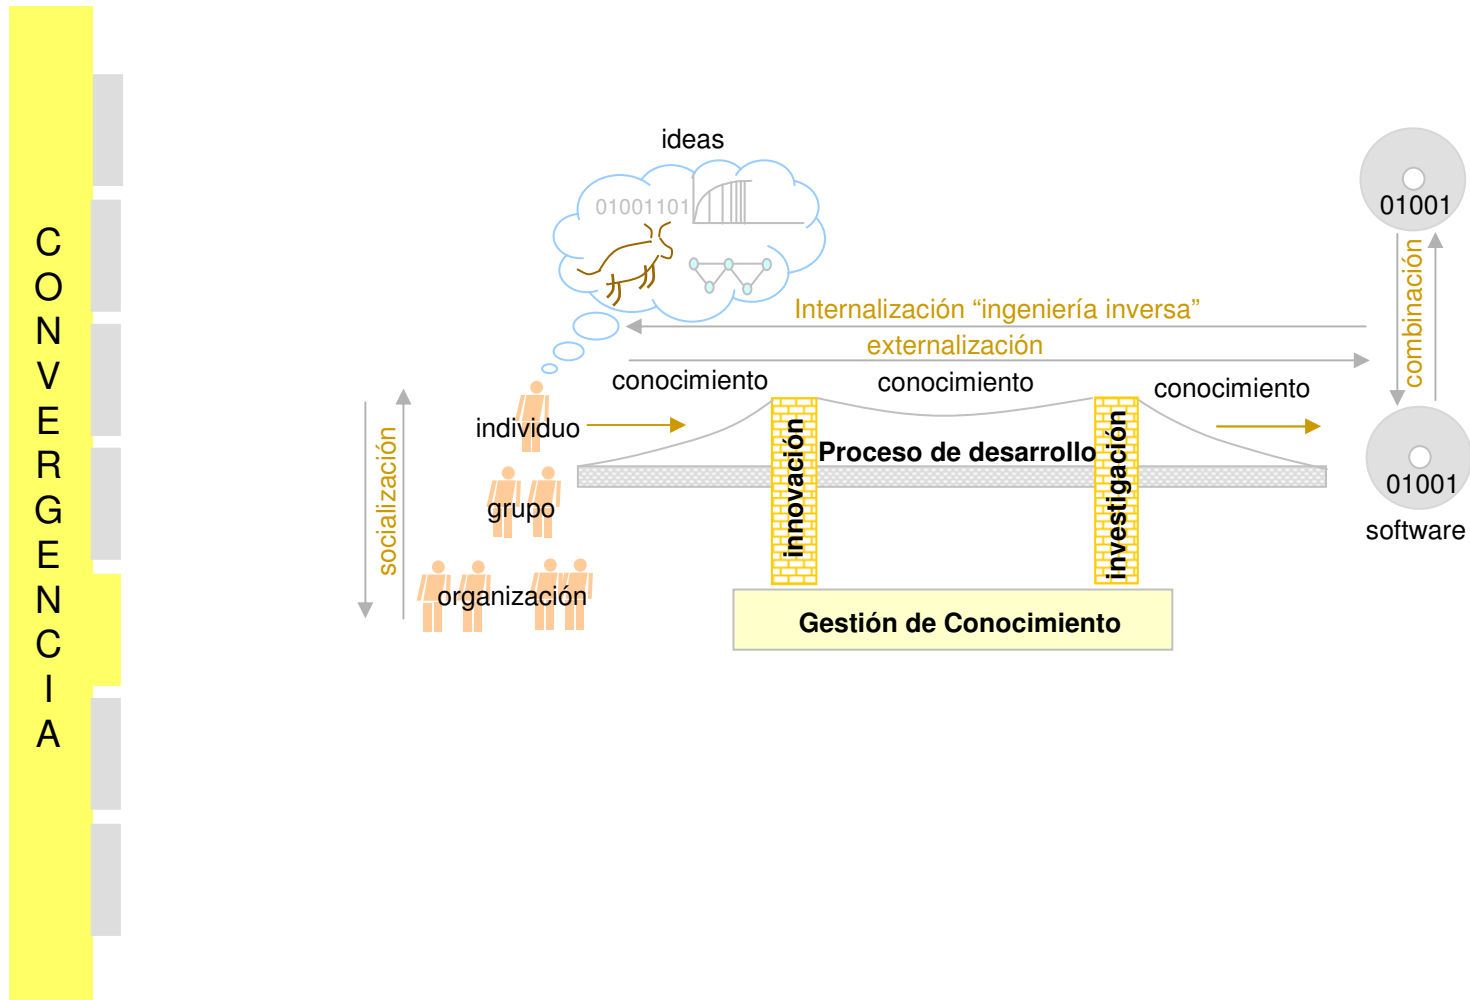 CONVERGENCIA
ideas
01001101
01001
Internalización “ingeniería inversa”
externalización
combinación
conocimiento
conocimiento
conocimiento
individuo
socialización
innovación
Proceso de desarrollo
investigación
grupo
01001
software
organización
Gestión de Conocimiento